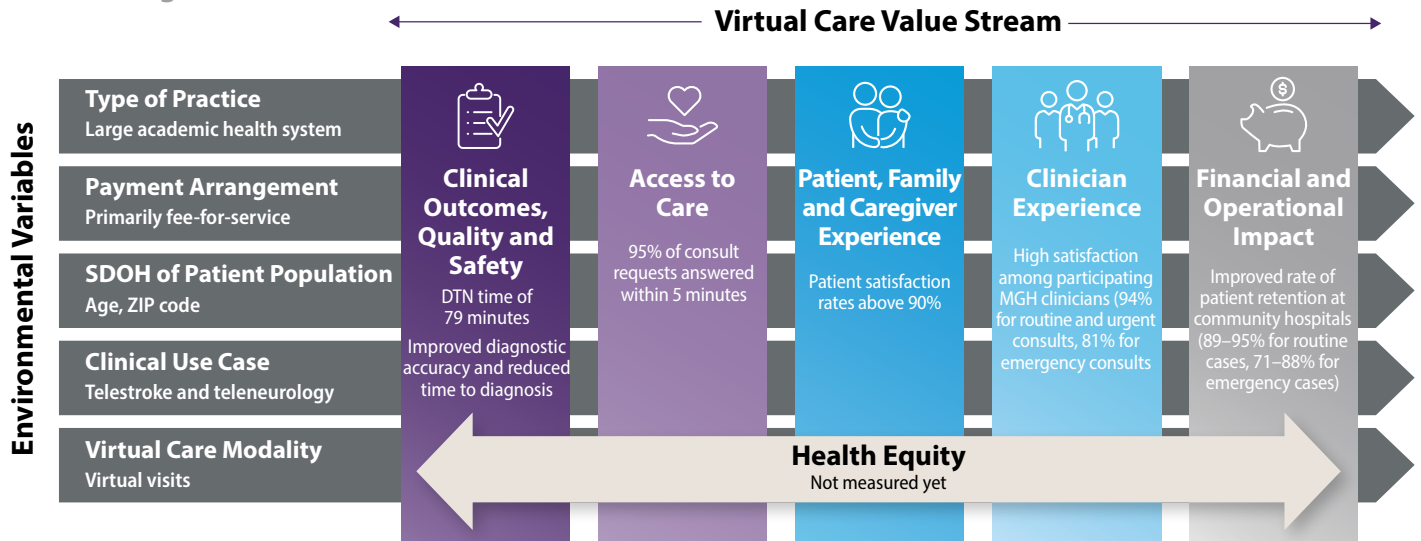 Virtual Care Value Stream
Environmental Variables
Type of Practice
Large academic health system
Payment Arrangement
Primarily fee-for-service
SDOH of Patient Population
Age, ZIP code
Clinical Use Case
Telestroke and teleneurology
Virtual Care Modality
Virtual visits
Clinical
Outcomes,
Quality and
Safety
DTN time of
79 minutes
Improved diagnostic
accuracy and reduced
time to diagnosis
Access to
Care
95% of consult
requests answered
within 5 minutes
Patient, Family
and Caregiver
Experience
Patient satisfaction
rates above 90%
Clinician
Experience
High satisfaction
among participating
MGH clinicians (94%
for routine and urgent
consults, 81% for
emergency consults
$
Financial and
Operational
Impact
Improved rate of
patient retention at
community hospitals
(89–95% for routine
cases, 71–88% for
emergency cases)
Health Equity
Not measured yet